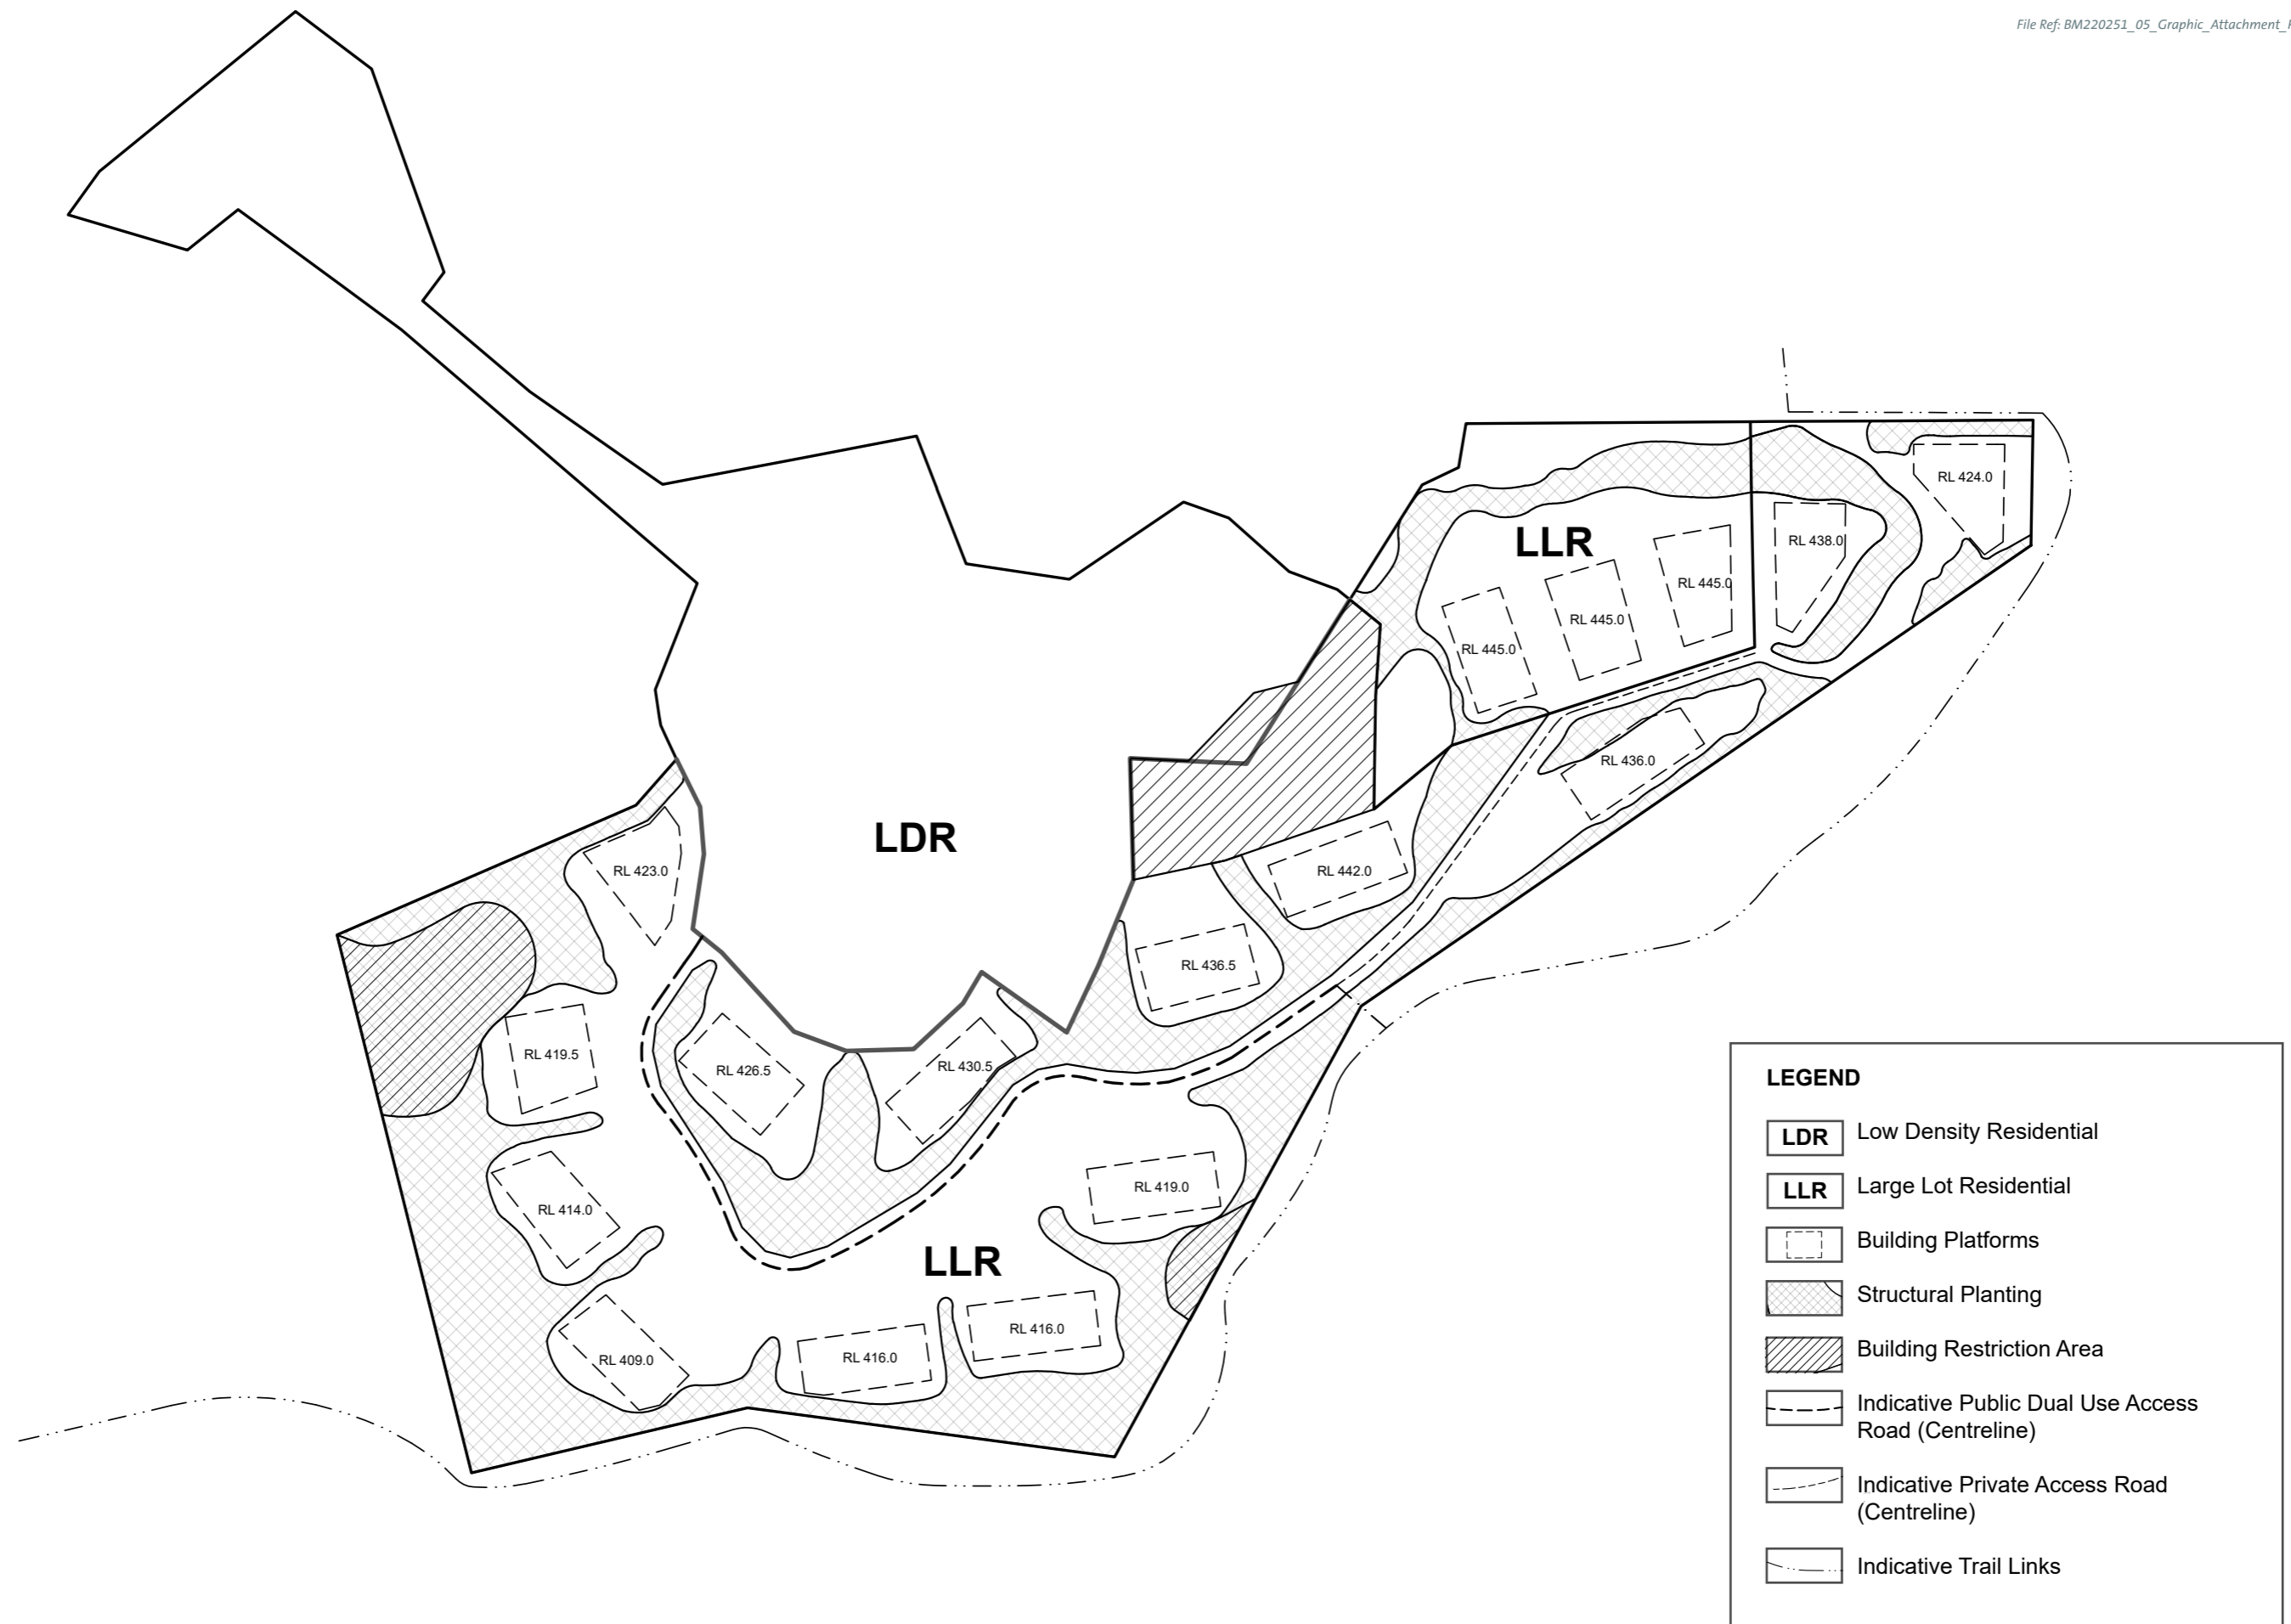 File Ref: BM220251_05_Graphic_Attachment_
RL 424.0
LLR
RL 438.0
RL 445.0
RL 445.0
RL 445.0
RL 436.0
LDR
RL 423.0
RL 442.0
RL 436.5
RL 419.5
RL 426.5
RL 430.5
RL 414.0
RL 419.0
LLR
RL 409.0
RL 416.0
RL 416.0
LEGEND
LDR Low Density Residential
LLR Large Lot Residential
Building Platforms
Structural Planting
Building Restriction Area
Indicative Public Dual Use Access
Road (Centreline)
Indicative Private Access Road
(Centreline)
Indicative Trail Links